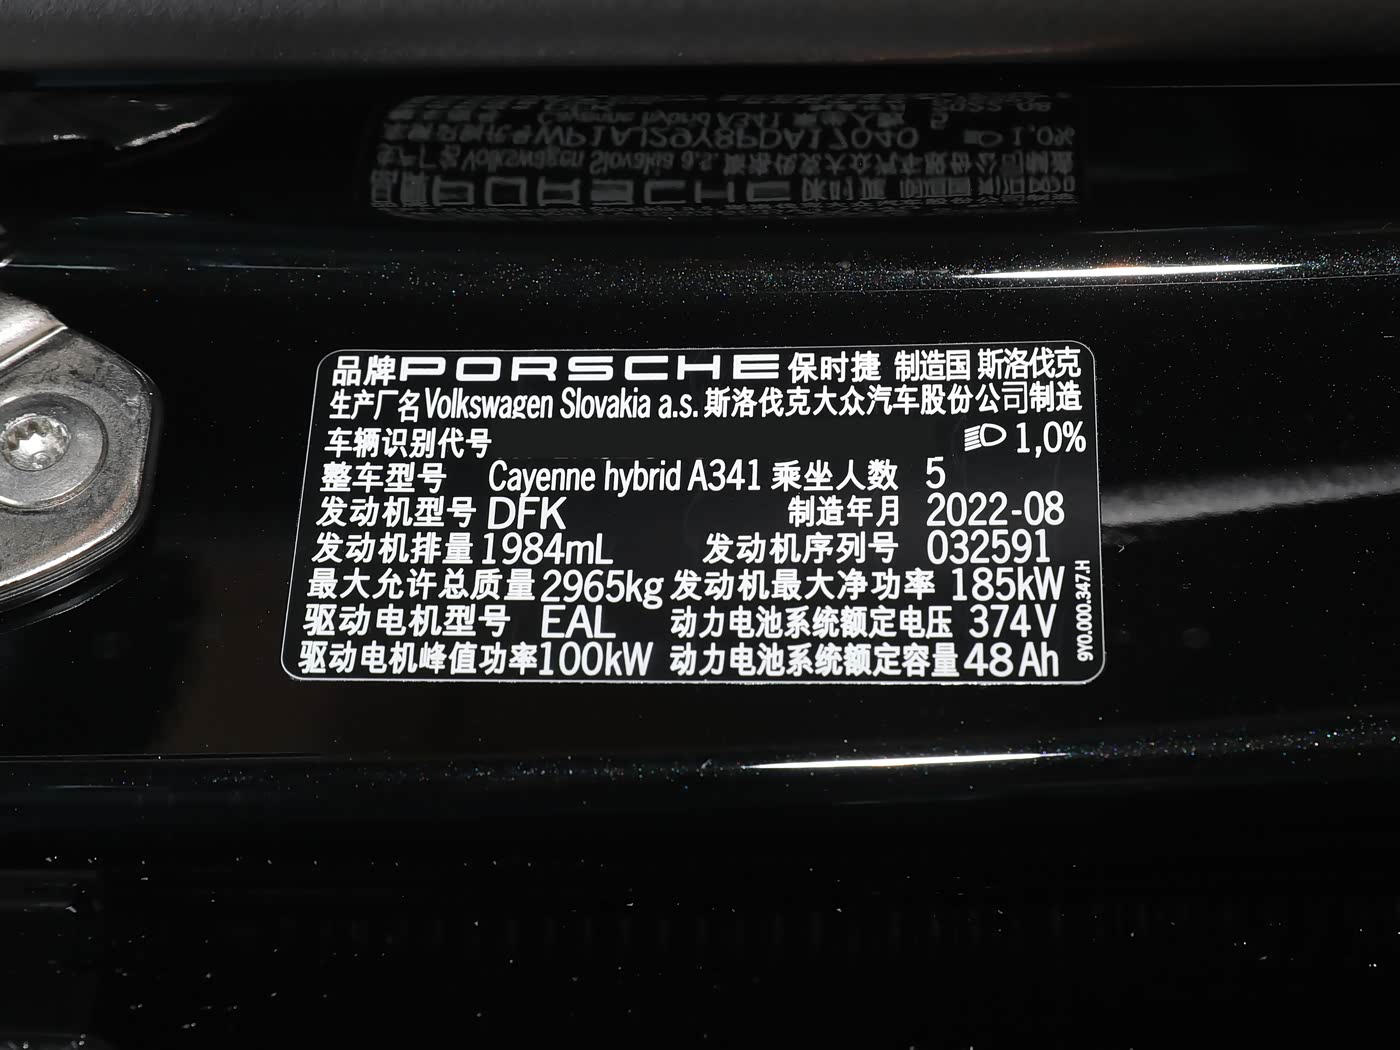 品牌PORSCHE保时捷 制造国 斯洛伐克
生产厂名Volkswagen Slovakia a.s.斯洛伐克大众汽车股份公司制造
车辆识别代号 1,0%
整车型号 Cayenne hybrid A341 乘坐人数 5
发动机型号 DFK 制造年月 2022-08
发动机排量1984mL 发动机序列号 032591
最大允许总质量2965kg 发动机最大净功率 185kW
驱动电机型号 EAL 动力电池系统额定电压 374V
驱动电机峰值功率100kW 动力电池系统额定容量48Ah
9Y0.000.347.H